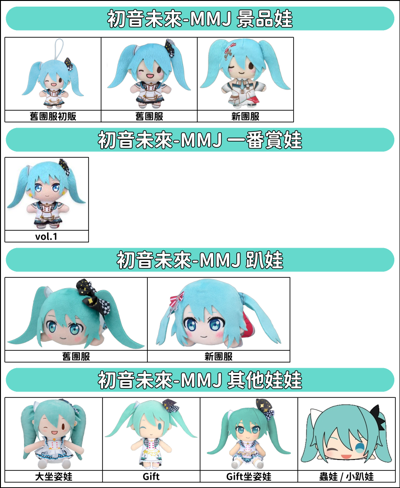 初音未來-MMJ 景品娃
舊團服初販
舊團服
新團服
初音未來-MMJ 一番賞娃
vol.1
初音未來-MMJ 趴娃
舊團服
新團服
初音未來-MMJ 其他娃娃
大坐姿娃
Gift
Gift坐姿娃
蟲娃 / 小趴娃